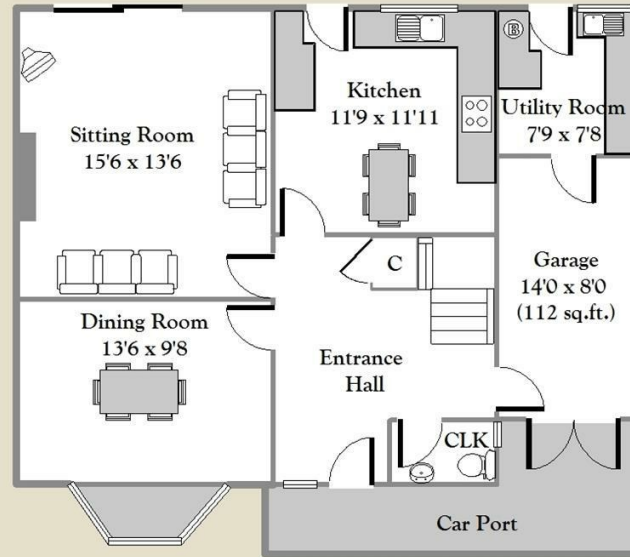 Sitting Room
15'6 x 13'6
Kitchen
11'9 x 11'11
B
Utility Room
7'9 x 7'8
C
Garage
14'0 x 8'0
(112 sq.ft.)
Dining Room
13'6 x 9'8
Entrance
Hall
CLK
Car Port